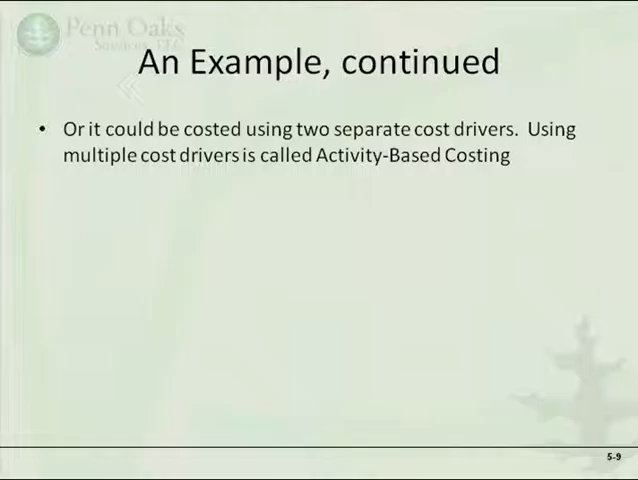 Penn Oaks
Services, LLC
An Example, continued
• Or it could be costed using two separate cost drivers. Using
multiple cost drivers is called Activity-Based Costing
5-9